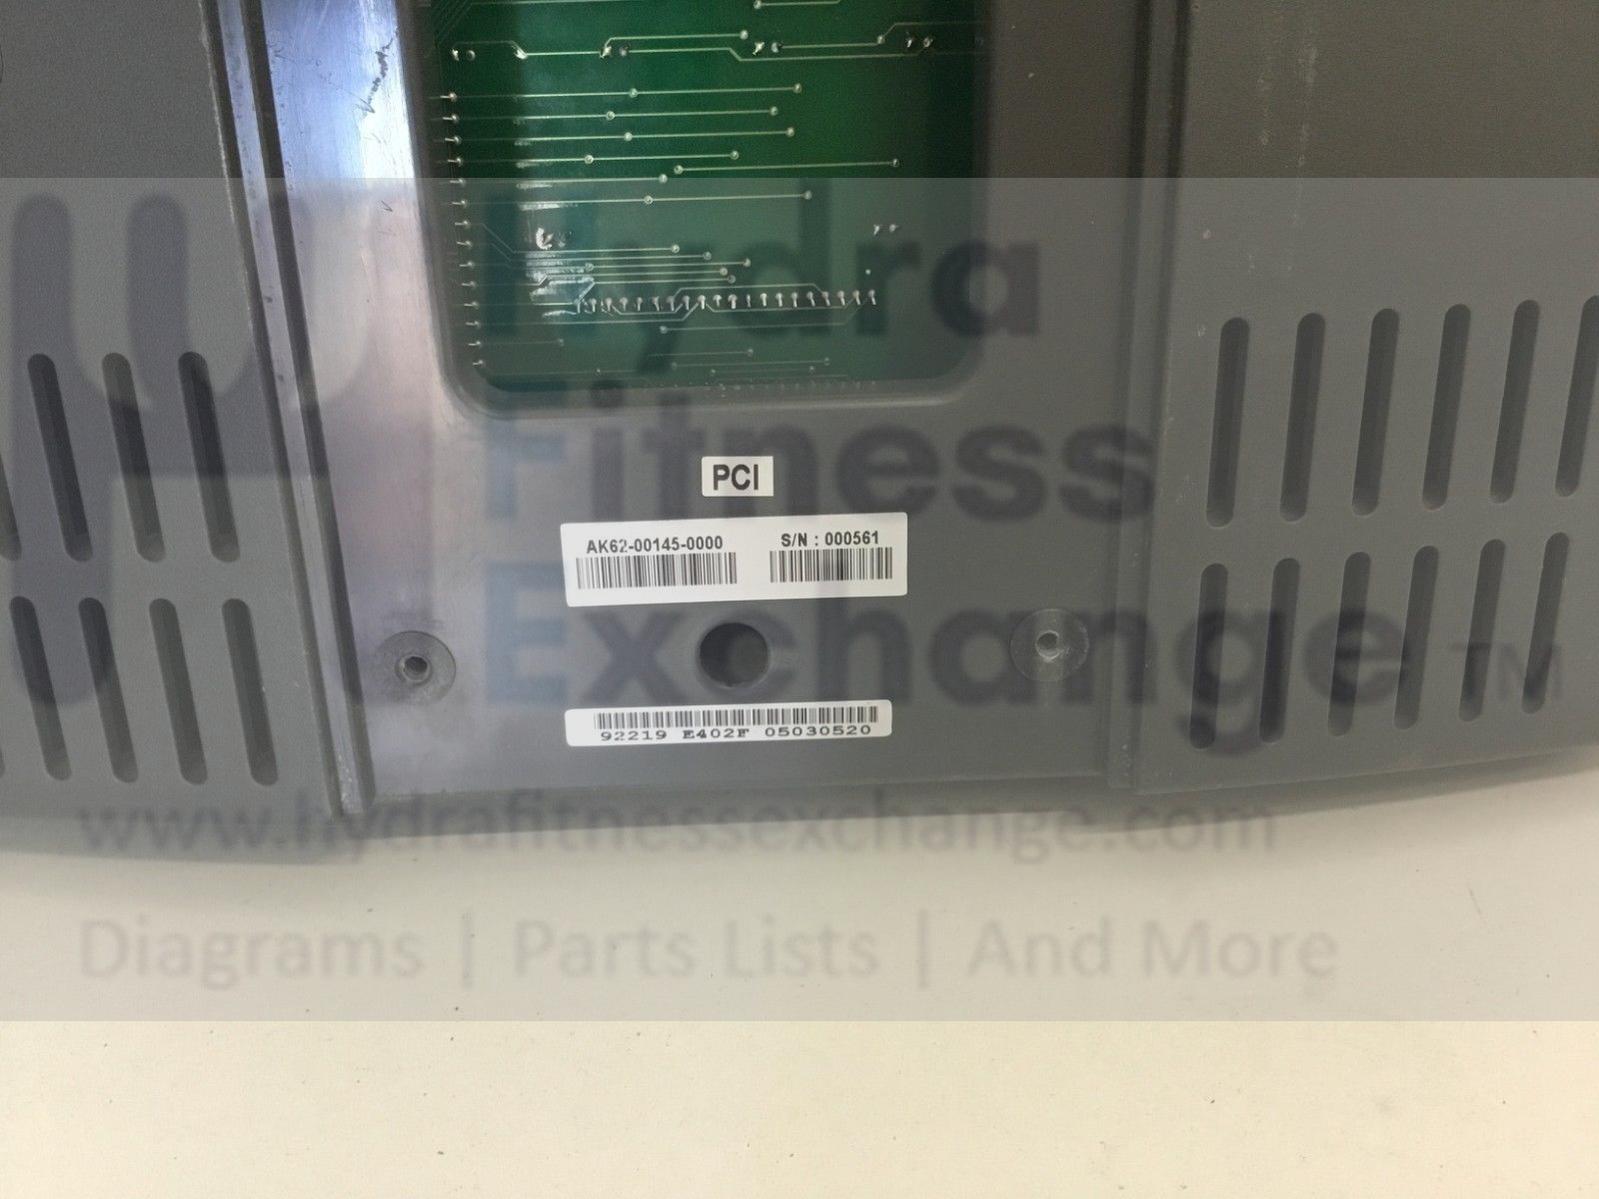 Hydra
Fitness
PCI
AK62-00145-0000 S/N : 000561
Exchange TM
92219 E402F 05030520
www.hydrafitnessexchange.com
Diagrams | Parts Lists | And More